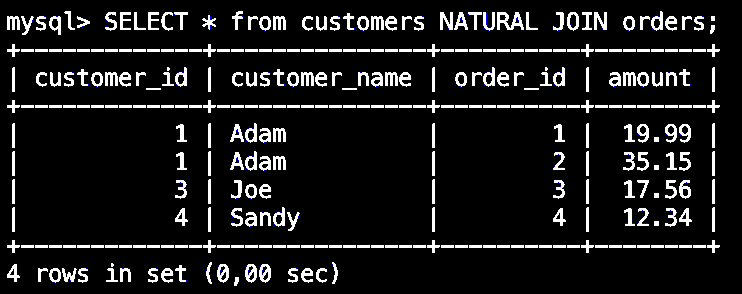 mysql> SELECT * from customers NATURAL JOIN orders;
+-------------+---------------+----------+--------+
| customer_id | customer_name | order_id | amount |
+-------------+---------------+----------+--------+
|           1 | Adam          |        1 |  19.99 |
|           1 | Adam          |        2 |  35.15 |
|           3 | Joe           |        3 |  17.56 |
|           4 | Sandy         |        4 |  12.34 |
+-------------+---------------+----------+--------+
4 rows in set (0,00 sec)